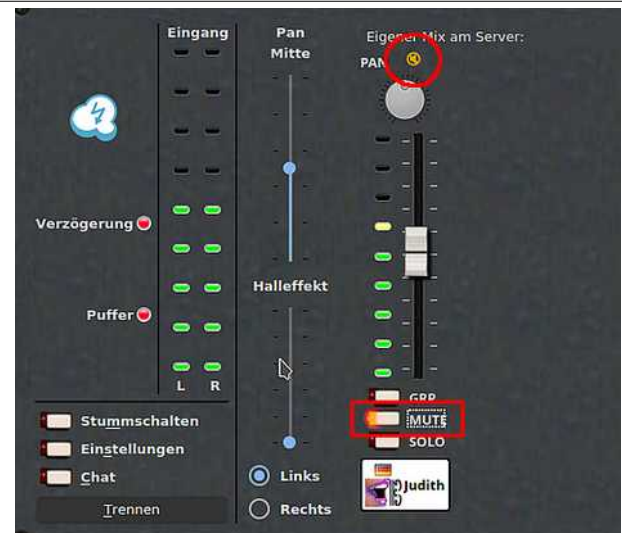 Eingang
Pan
Mitte
Eigener Mix am Server:
PAN
Verzögerung
Puffer
L R
Halleffekt
Stummschalten
Einstellungen
Chat
Trennen
Links
Rechts
GRP
MUTE
SOLO
Judith